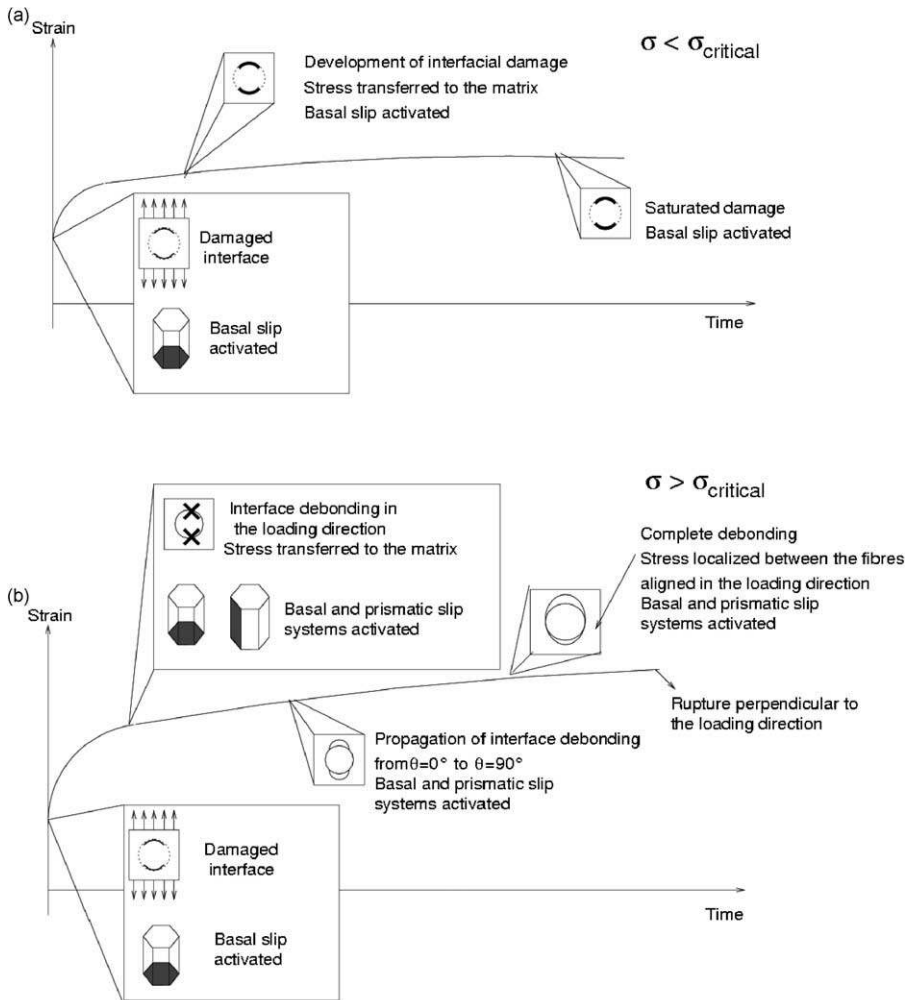 (a)
Strain
σ < σcritical
Development of interfacial damage
Stress transferred to the matrix
Basal slip activated
Damaged
interface
Basal slip
activated
Saturated damage
Basal slip activated
Time
σ > σcritical
Interface debonding in
the loading direction
Stress transferred to the matrix
Basal and prismatic slip
systems activated
Complete debonding
Stress localized between the fibres
aligned in the loading direction
Basal and prismatic slip
systems activated
(b)
Strain
Rupture perpendicular to
the loading direction
Propagation of interface debonding
fromθ=0° to θ=90°
Basal and prismatic slip
systems activated
Damaged
interface
Basal slip
activated
Time